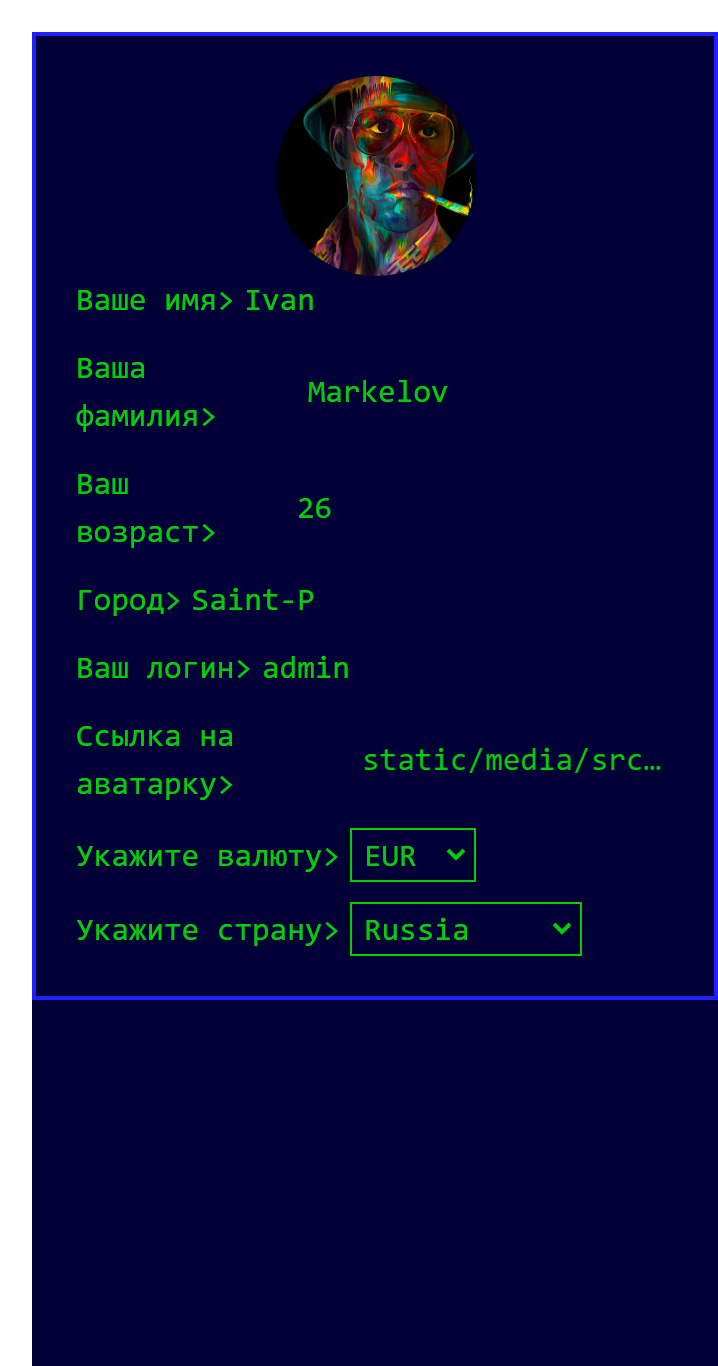 Ваше имя> Ivan
Ваша
фамилия> Markelov
Ваш
возраст> 26
Город> Saint-P
Ваш логин> admin
Ссылка на
аватарку> static/media/src…
Укажите валюту> EUR
Укажите страну> Russia